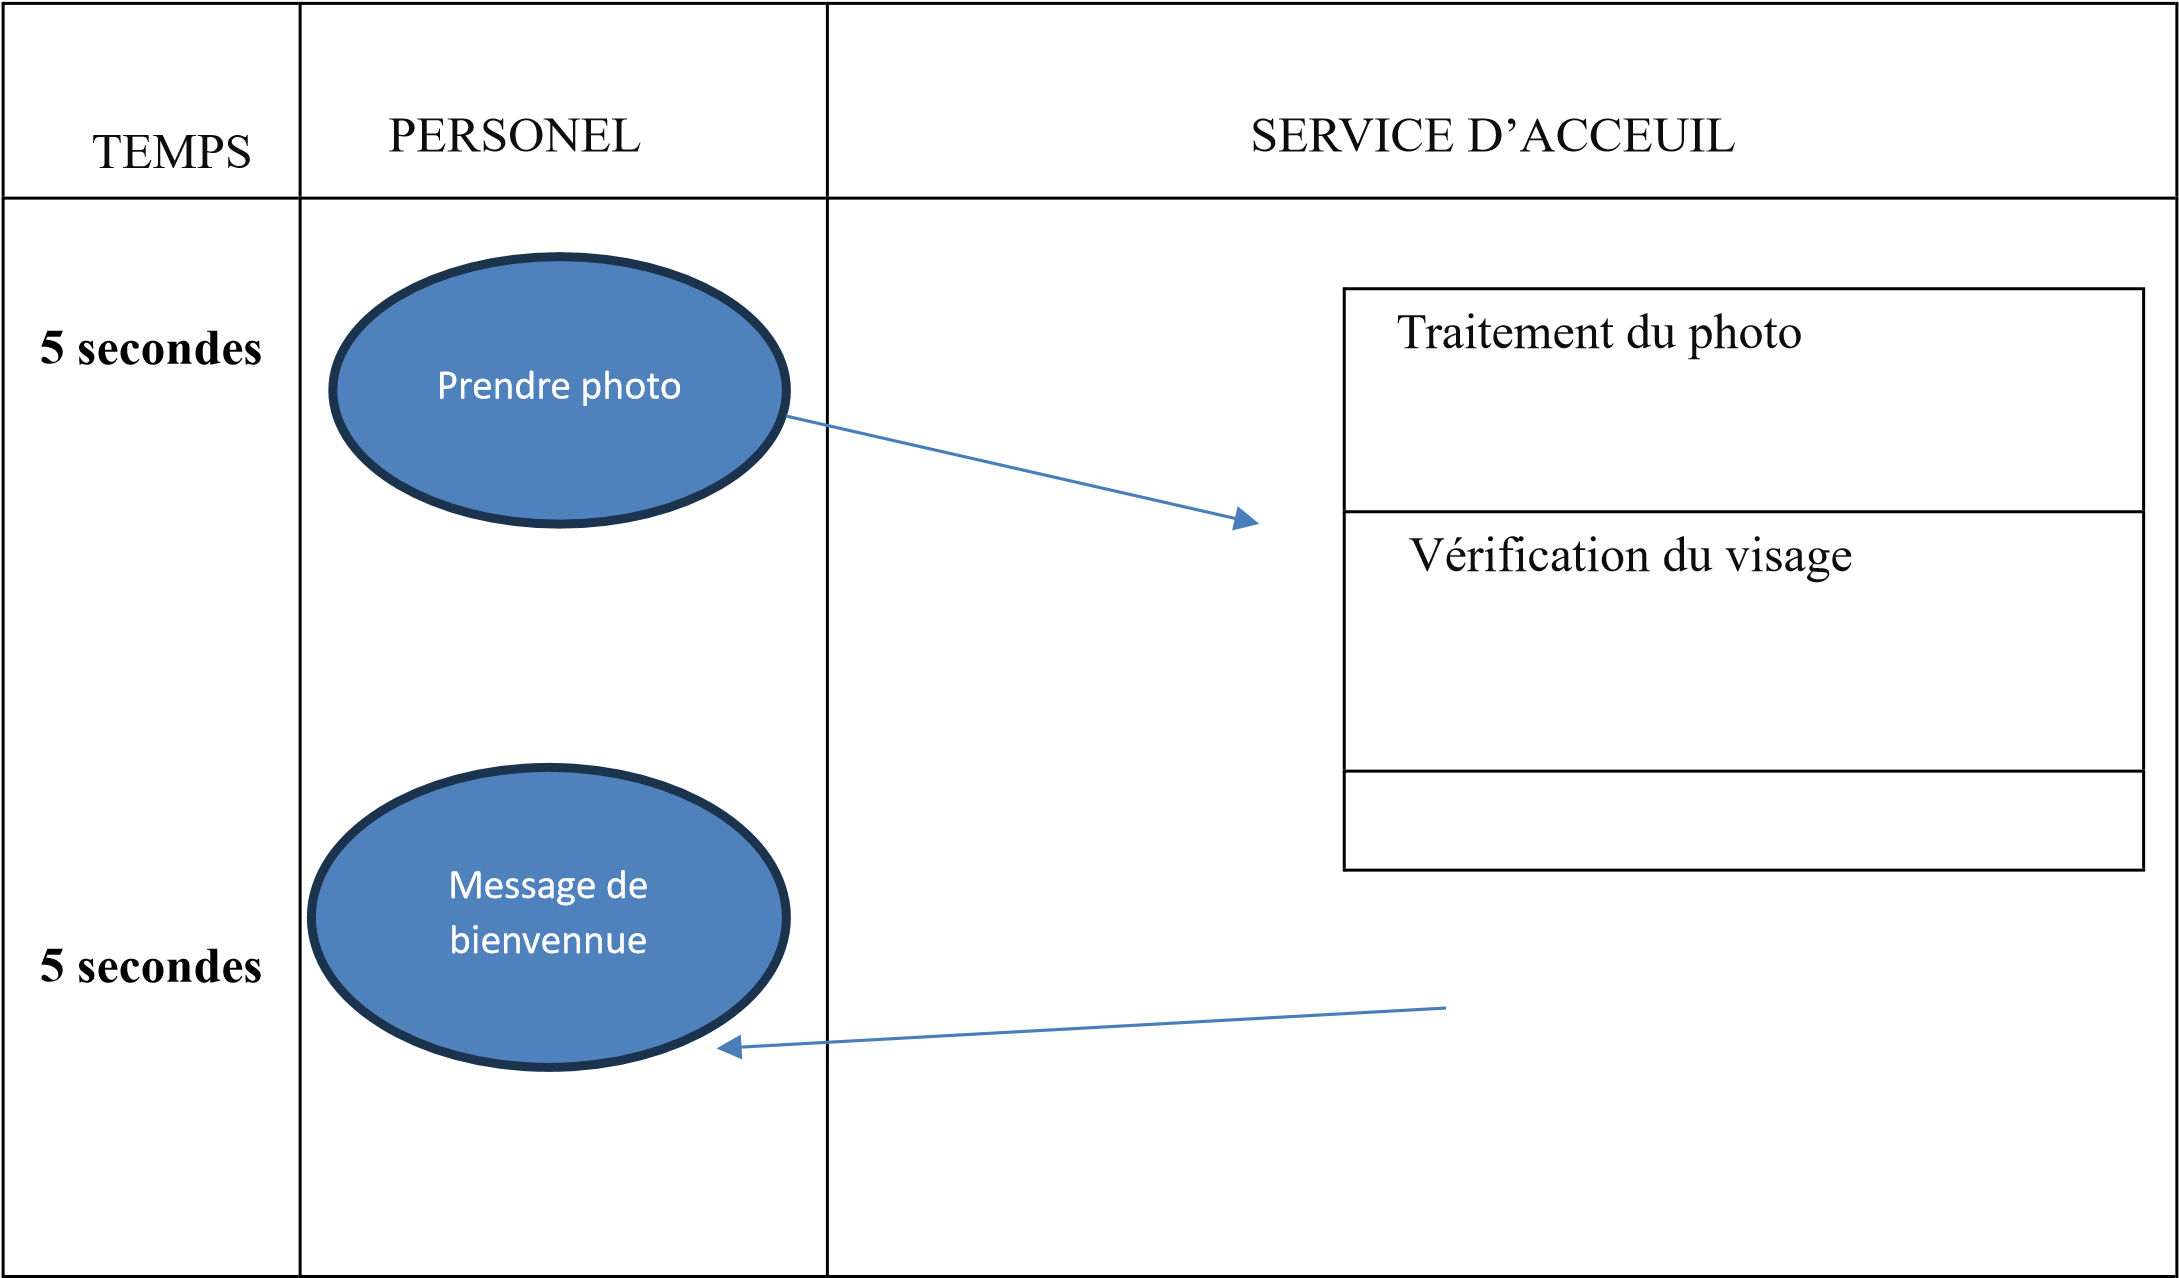 TEMPS
PERSONEL
SERVICE D’ACCEUIL
5 secondes
Prendre photo
Traitement du photo
Vérification du visage
Message de
bienvennue
5 secondes